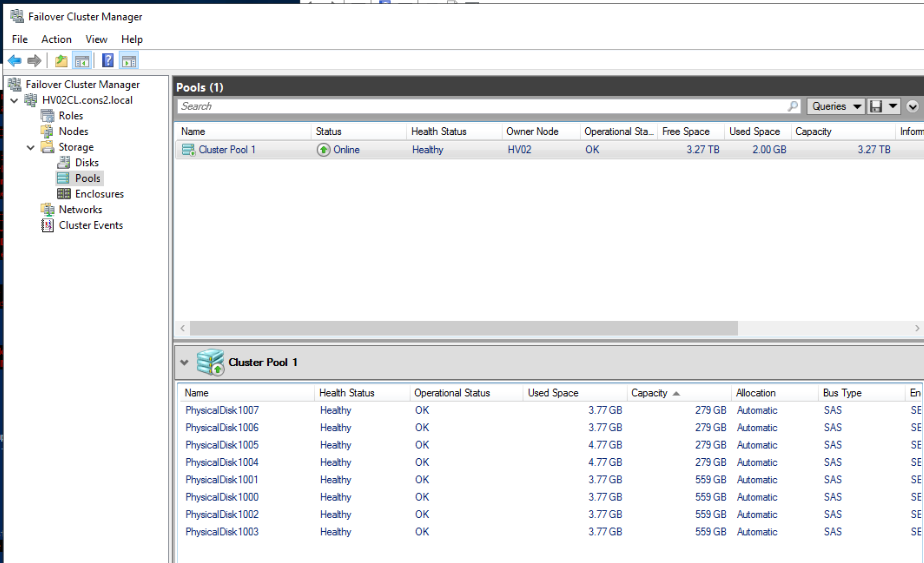 Failover Cluster Manager
File Action View Help
Failover Cluster Manager
HV02CL.cons2.local
Roles
Nodes
Storage
Disks
Pools
Enclosures
Networks
Cluster Events
Pools (1)
Search Queries
Name Status Health Status Owner Node Operational Sta... Free Space Used Space Capacity Inform
Cluster Pool 1 Online Healthy HV02 OK 3.27 TB 2.00 GB 3.27 TB
Cluster Pool 1
Name Health Status Operational Status Used Space Capacity Allocation Bus Type En
PhysicalDisk1007 Healthy OK 3.77 GB 279 GB Automatic SAS SE
PhysicalDisk1006 Healthy OK 3.77 GB 279 GB Automatic SAS SE
PhysicalDisk1005 Healthy OK 4.77 GB 279 GB Automatic SAS SE
PhysicalDisk1004 Healthy OK 4.77 GB 279 GB Automatic SAS SE
PhysicalDisk1001 Healthy OK 3.77 GB 559 GB Automatic SAS SE
PhysicalDisk1000 Healthy OK 3.77 GB 559 GB Automatic SAS SE
PhysicalDisk1002 Healthy OK 3.77 GB 559 GB Automatic SAS SE
PhysicalDisk1003 Healthy OK 3.77 GB 559 GB Automatic SAS SE